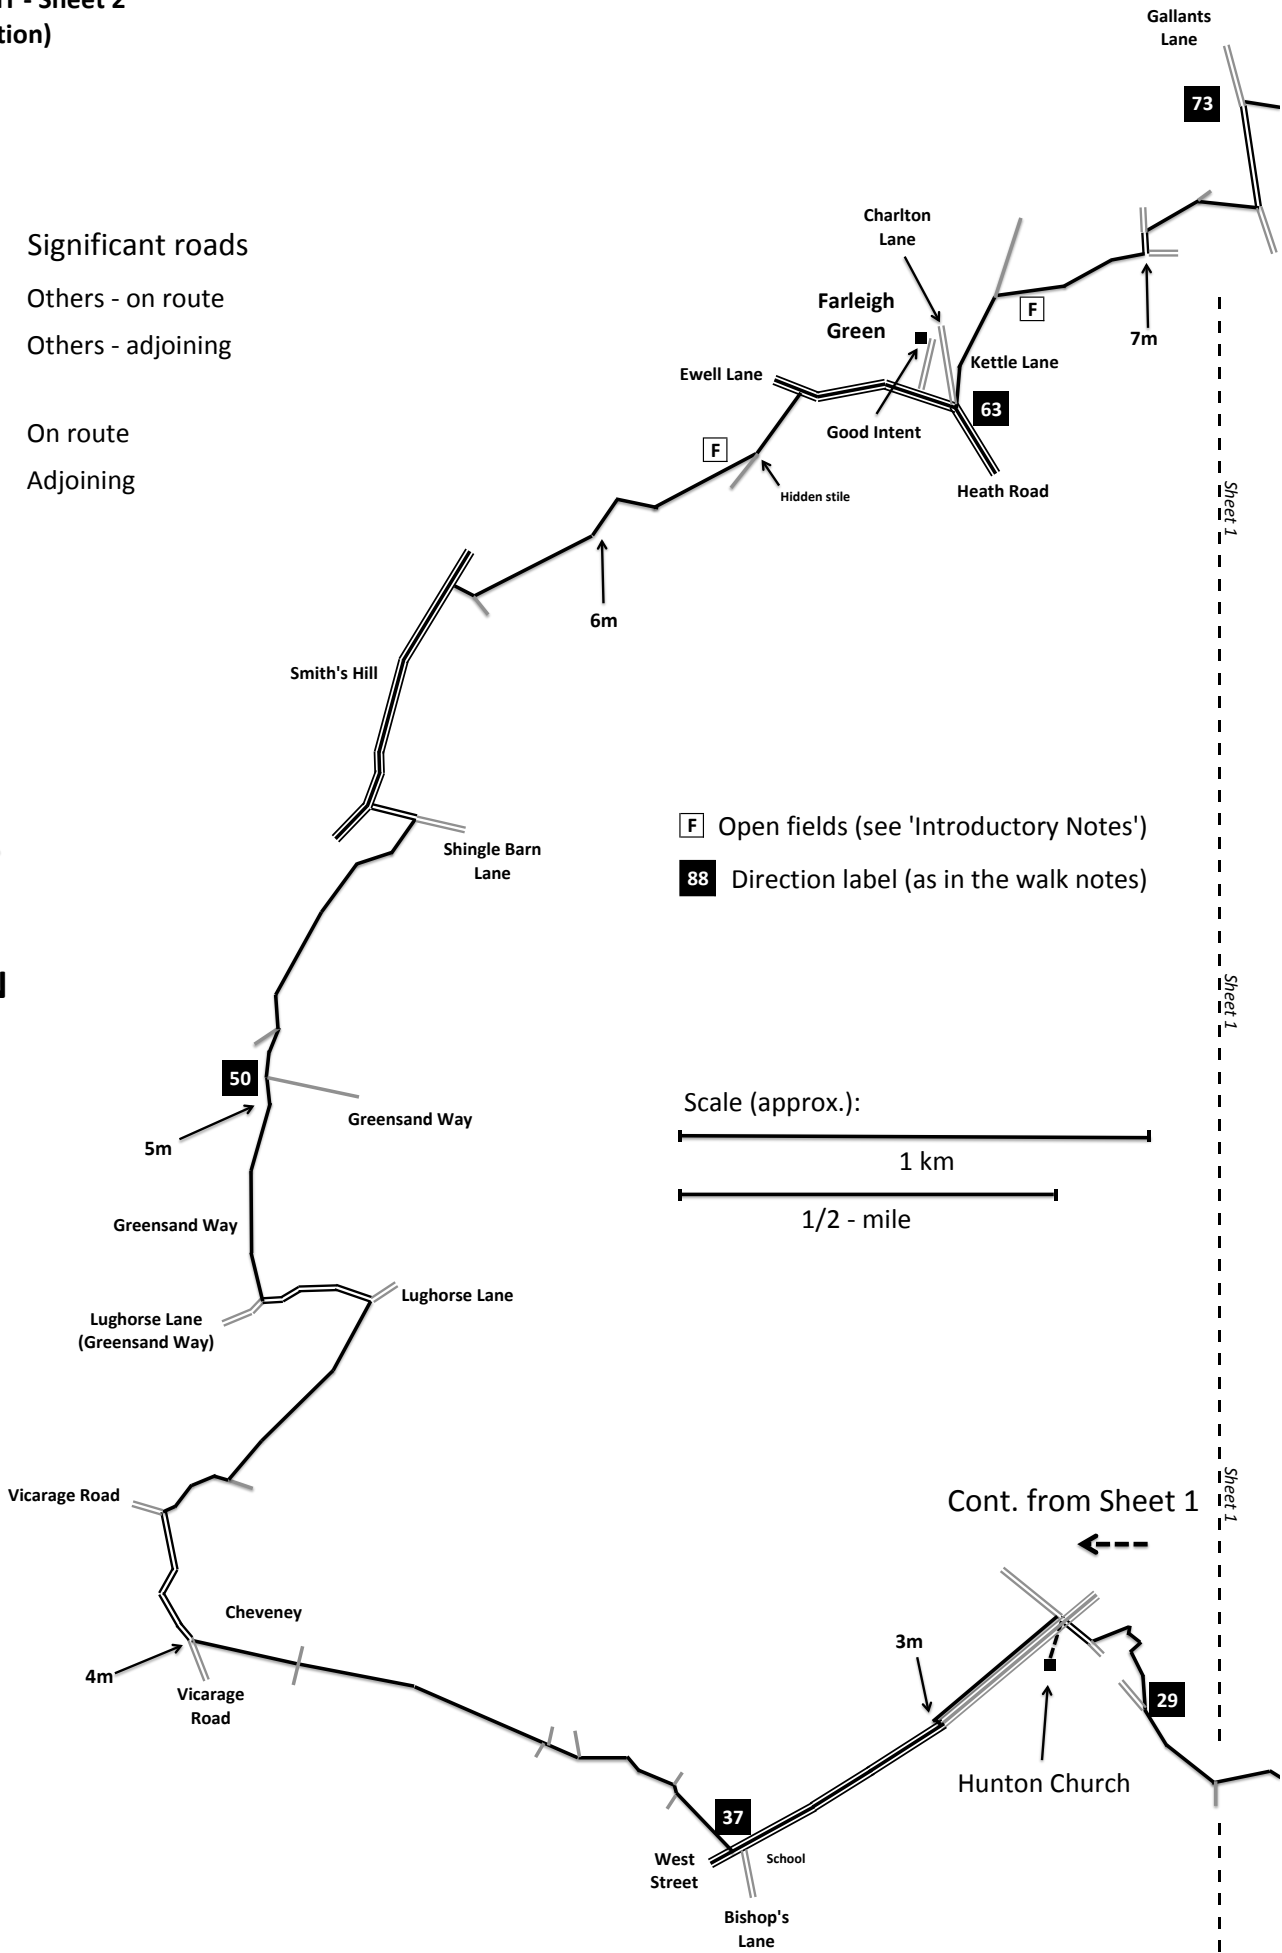 - Sheet 2
tion)
Gallants
Lane
73
Significant roads
Others - on route
Others - adjoining
On route
Adjoining
Charlton
Lane
Farleigh
Green
F
7m
Kettle Lane
Ewell Lane
63
Good Intent
F
Hidden stile
Heath Road
Sheet 1
6m
Smith's Hill
Shingle Barn
Lane
F Open fields (see 'Introductory Notes')
88 Direction label (as in the walk notes)
N
Sheet 1
50
Greensand Way
5m
Scale (approx.):
1 km
1/2 - mile
Greensand Way
Lughorse Lane
Lughorse Lane
(Greensand Way)
Vicarage Road
Cont. from Sheet 1
Sheet 1
Cheveney
3m
4m
Vicarage
Road
29
Hunton Church
37
West
Street
School
Bishop's
Lane